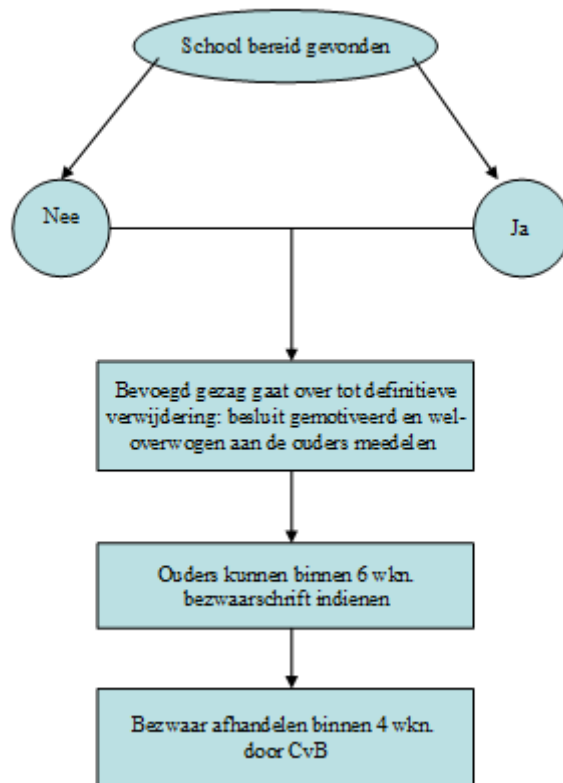 School bereid gevonden
Nee
Ja
Bevoegd gezag gaat over tot definitieve
verwijdering: besluit gemotiveerd en wel-
overwogen aan de ouders meedelen
Ouders kunnen binnen 6 wkn.
bezwaarschrift indienen
Bezwaar afhandelen binnen 4 wkn.
door CvB